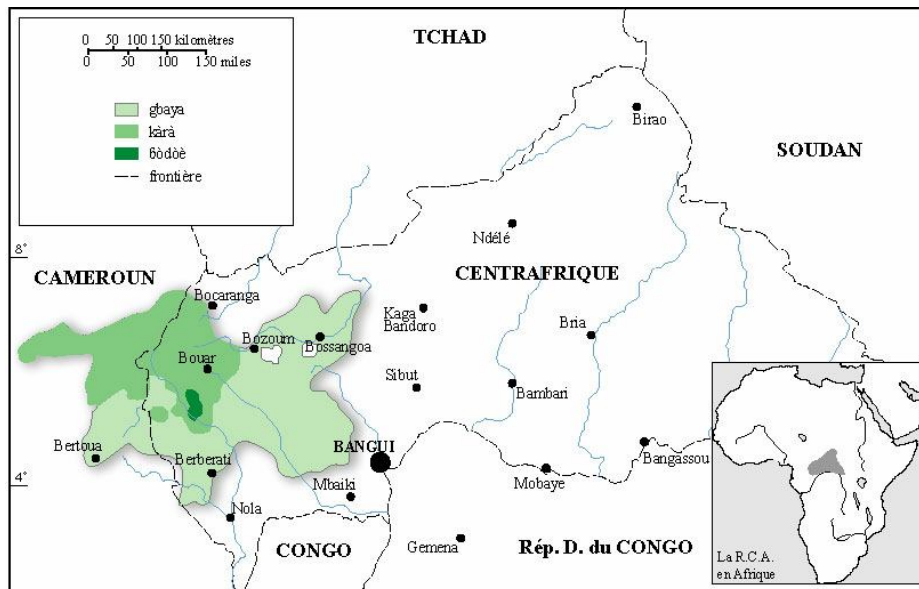 TCHAD
0 50 100 150 kilomètres
0 50 100 150 miles
gbaya
kàrà
ɓòdòè
frontière
Birao
SOUDAN
Ndélé
8°
CAMEROUN
CENTRAFRIQUE
Bocaranga
Kaga
Bandoro
Bozoum
Bossangoa
Bria
Bouar
Sibut
Bambari
Bertoua
BANGUI
Berberati
Bangassou
4°
Mbaiki
Mobaye
Nola
CONGO
Gemena
Rép. D. du CONGO
La R.C.A.
en Afrique